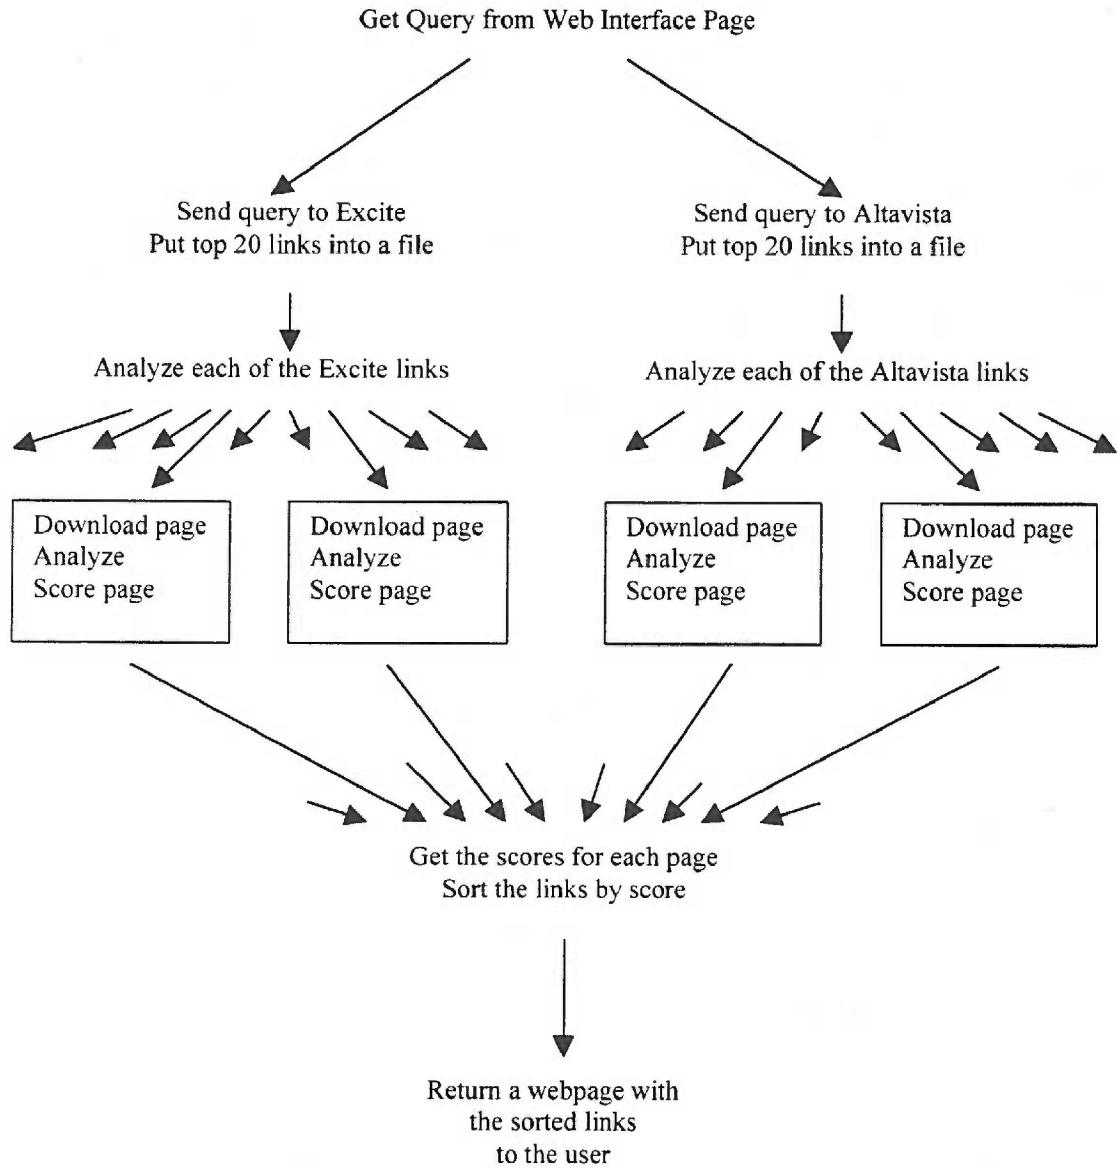 Get Query from Web Interface Page
Send query to Excite
Put top 20 links into a file
Send query to Altavista
Put top 20 links into a file
Analyze each of the Excite links
Analyze each of the Altavista links
Download page
Analyze
Score page
Download page
Analyze
Score page
Download page
Analyze
Score page
Download page
Analyze
Score page
Get the scores for each page
Sort the links by score
Return a webpage with
the sorted links
to the user